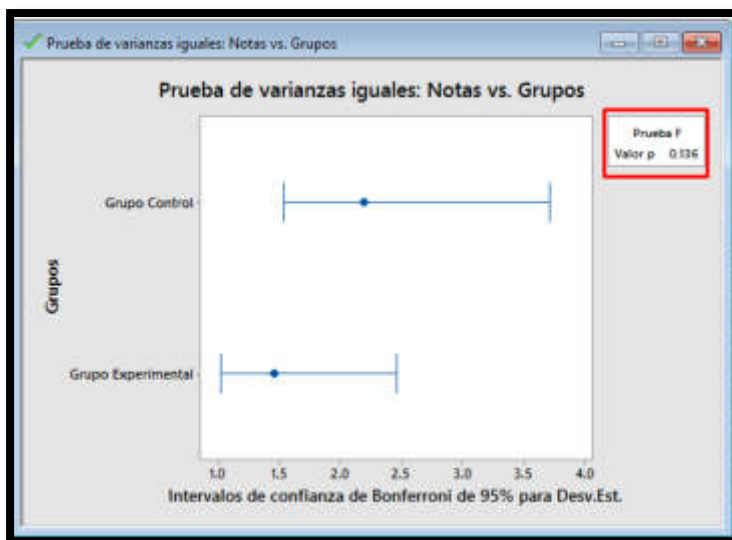 Prueba de varianzas iguales: Notas vs. Grupos
Prueba de varianzas iguales: Notas vs. Grupos
Prueba F
Valor p 0.136
Grupo Control
Grupos
Grupo Experimental
1.0 1.5 2.0 2.5 3.0 3.5 4.0
Intervalos de confianza de Bonferroni de 95% para Desv.Est.